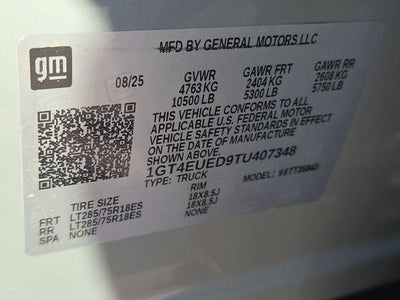 gm
MFD BY GENERAL MOTORS LLC
08/25 GVWR GAWR FRT GAWR RR
4763 KG 2404 KG 2608 KG
10500 LB 5300 LB 5750 LB
THIS VEHICLE CONFORMS TO ALL
APPLICABLE U.S. FEDERAL MOTOR
VEHICLE SAFETY STANDARDS IN EFFECT
ON THE DATE OF MANUFACTURE
SHOWN ABOVE.
1GT4EUED9TU407348
TYPE: TRUCK MODEL:
TIRE SIZE RIM
FRT LT285/75R18ES 18X8.5J
RR LT285/75R18ES 18X8.5J
SPA NONE NONE